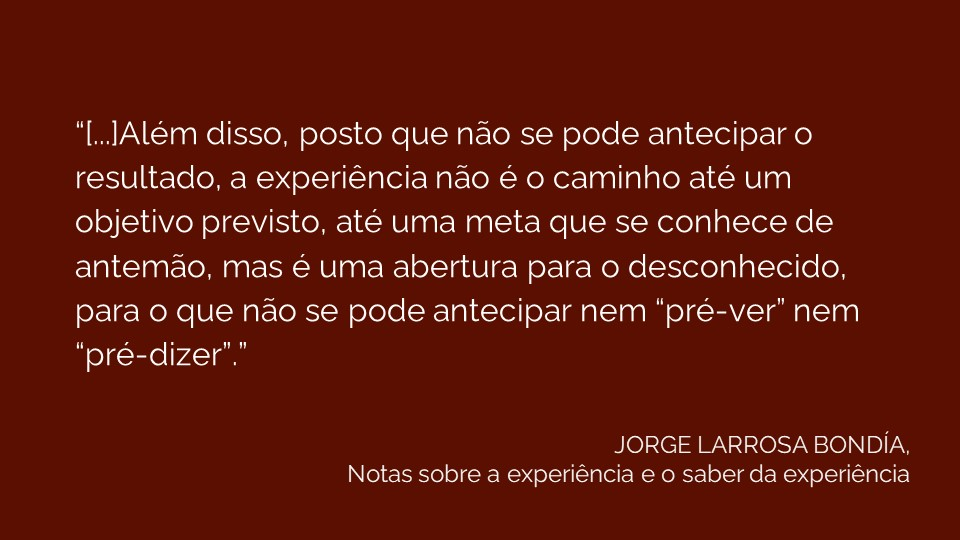 “[...]Além disso, posto que não se pode antecipar o
resultado, a experiência não é o caminho até um
objetivo previsto, até uma meta que se conhece de
antemão, mas é uma abertura para o desconhecido,
para o que não se pode antecipar nem “pré-ver” nem
“pré-dizer”.”
JORGE LARROSA BONDÍA,
Notas sobre a experiência e o saber da experiência